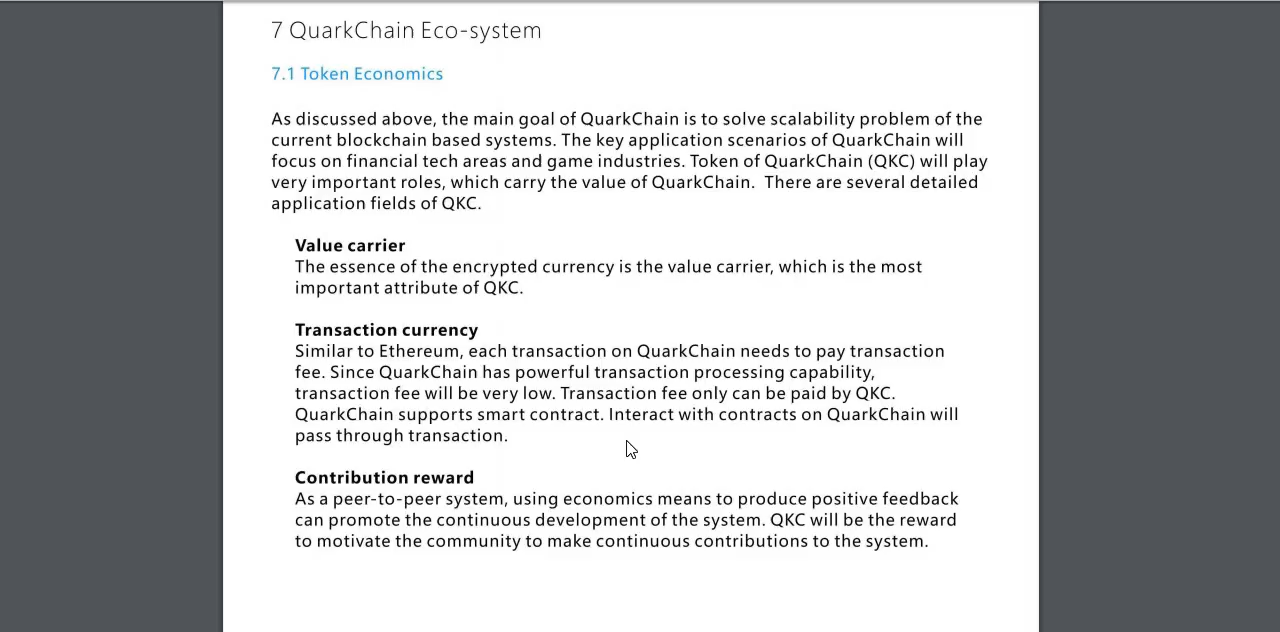 7 QuarkChain Eco-system
7.1 Token Economics
As discussed above, the main goal of QuarkChain is to solve scalability problem of the
current blockchain based systems. The key application scenarios of QuarkChain will
focus on financial tech areas and game industries. Token of QuarkChain (QKC) will play
very important roles, which carry the value of QuarkChain.  There are several detailed
application fields of QKC.
Value carrier
The essence of the encrypted currency is the value carrier, which is the most
important attribute of QKC.
Transaction currency
Similar to Ethereum, each transaction on QuarkChain needs to pay transaction
fee. Since QuarkChain has powerful transaction processing capability,
transaction fee will be very low. Transaction fee only can be paid by QKC.
QuarkChain supports smart contract. Interact with contracts on QuarkChain will
pass through transaction.
Contribution reward
As a peer-to-peer system, using economics means to produce positive feedback
can promote the continuous development of the system. QKC will be the reward
to motivate the community to make continuous contributions to the system.